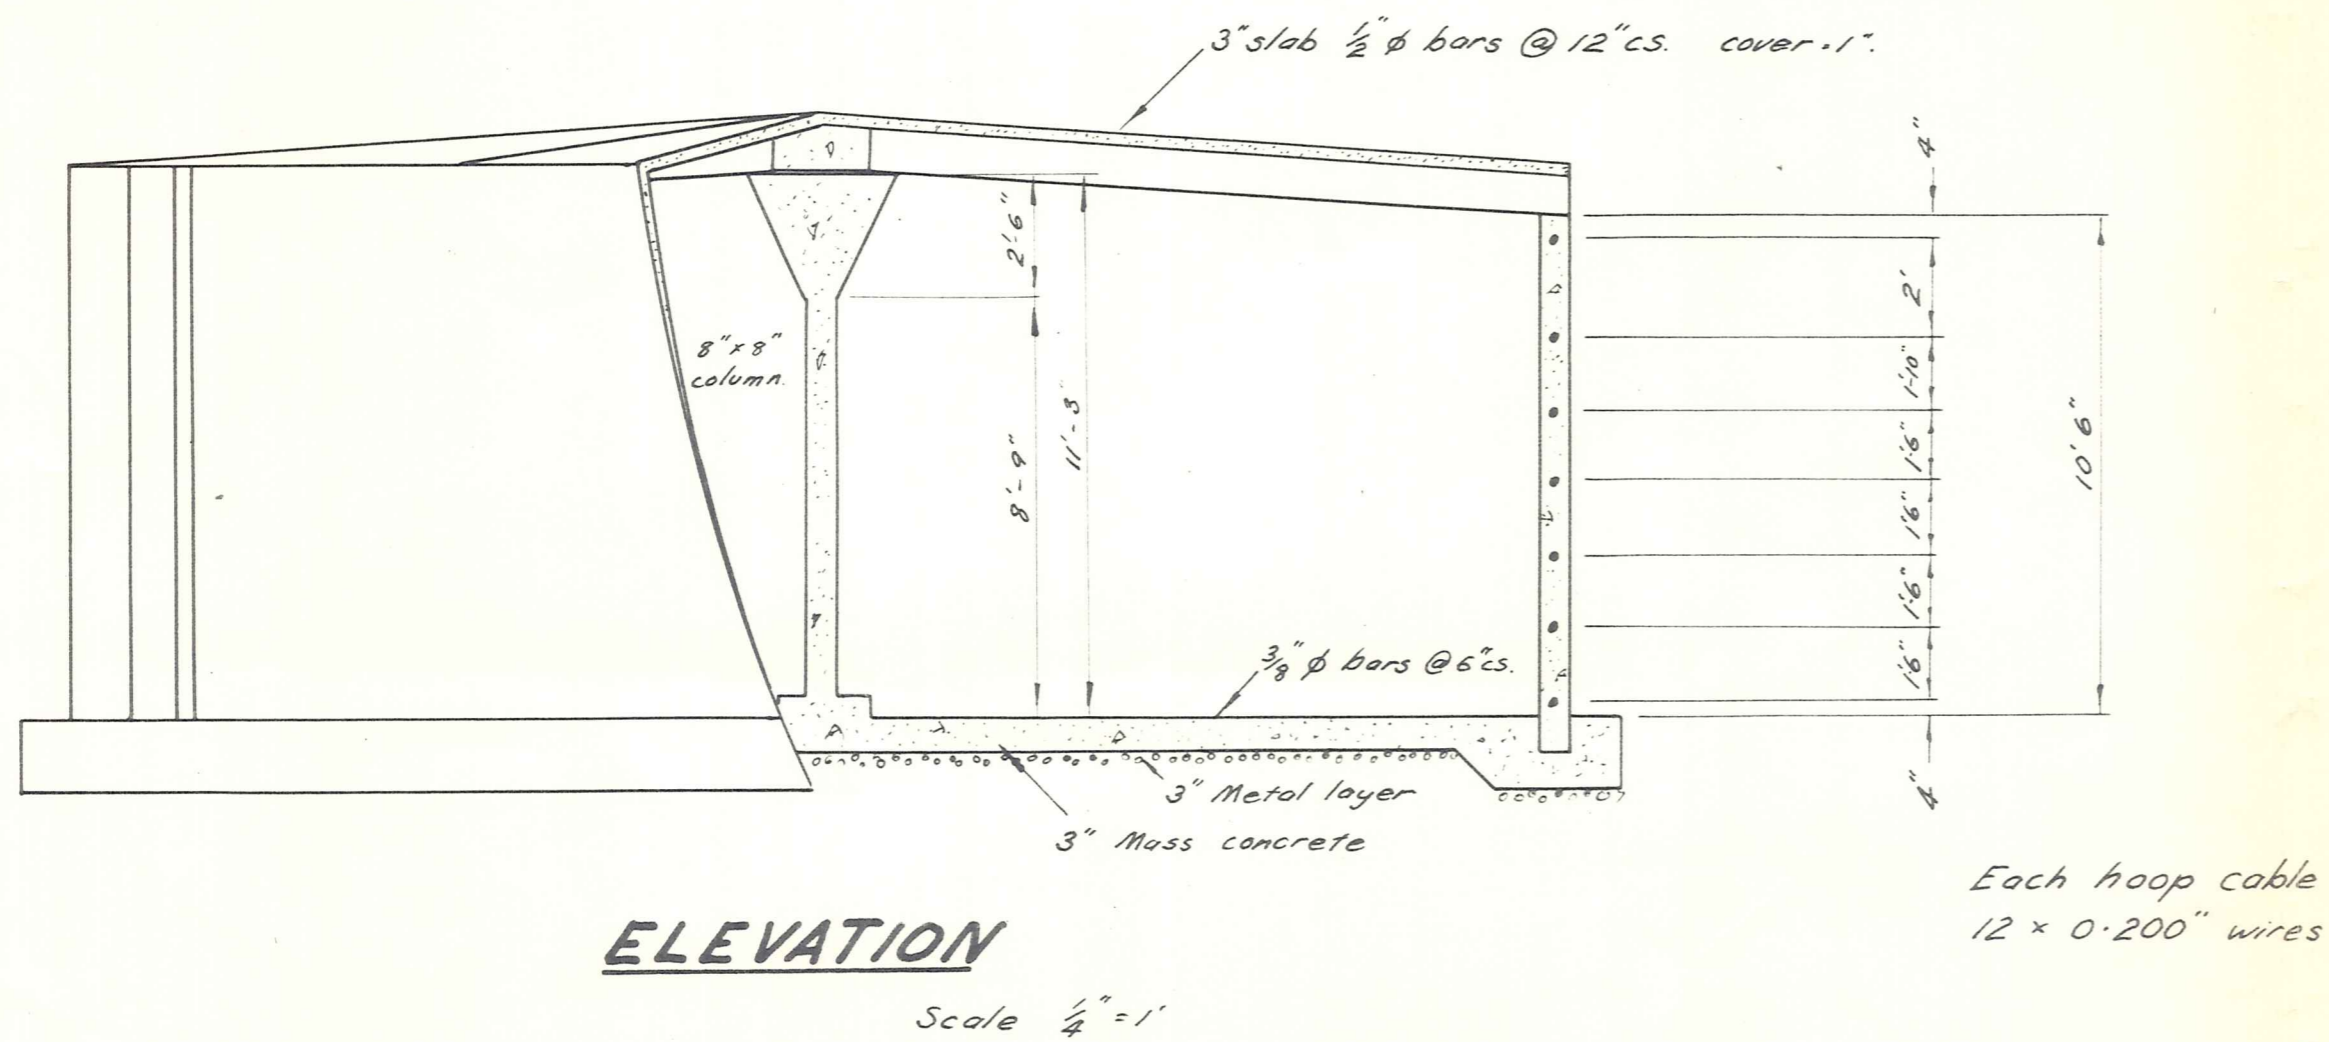 3" slab ½" ϕ bars @ 12" cs. cover = 1".
4"
2'-6"
2'
8" x 8"
column.
1'-10"
11'-3"
10' 6"
8'-9"
1'6"
1'6"
1'6"
1'6"
3/8" ϕ bars @ 6" cs.
3" Metal layer
4"
3" Mass concrete
Each hoop cable
12 x 0·200" wires
ELEVATION
Scale ¼" = 1'